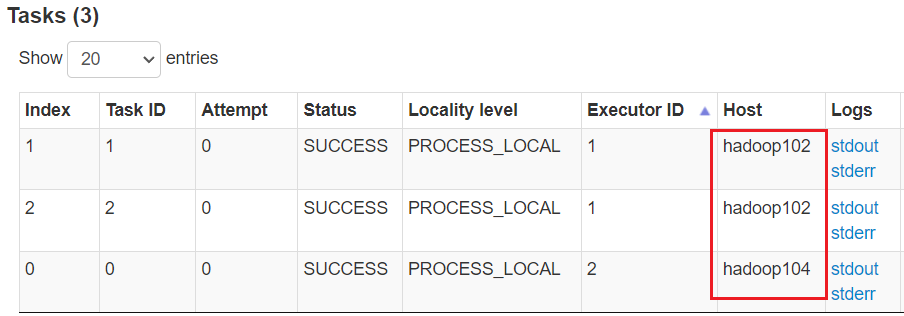 Tasks (3)
Show 20 entries
Index Task ID Attempt Status Locality level Executor ID Host Logs
1 1 0 SUCCESS PROCESS_LOCAL 1 hadoop102 stdout
stderr
2 2 0 SUCCESS PROCESS_LOCAL 1 hadoop102 stdout
stderr
0 0 0 SUCCESS PROCESS_LOCAL 2 hadoop104 stdout
stderr